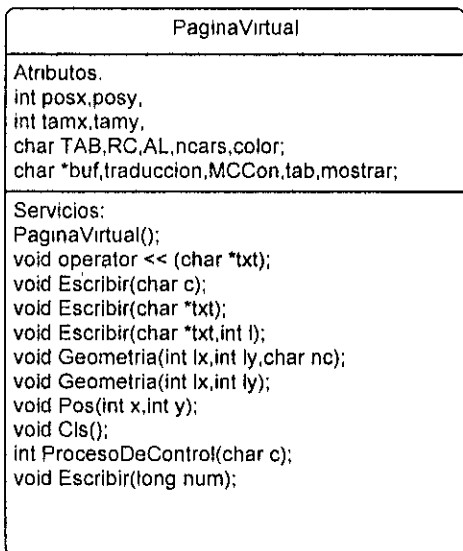 PaginaVirtual
Atributos.
int posx,posy,
int tamx,tamy,
char TAB,RC,AL,ncars,color;
char *buf,traduccion,MCCon,tab,mostrar;
Servicios:
PaginaVirtual();
void operator << (char *txt);
void Escribir(char c);
void Escribir(char *txt);
void Escribir(char *txt,int l);
void Geometria(int lx,int ly,char nc);
void Geometria(int lx,int ly);
void Pos(int x,int y);
void Cls();
int ProcesoDeControl(char c);
void Escribir(long num);